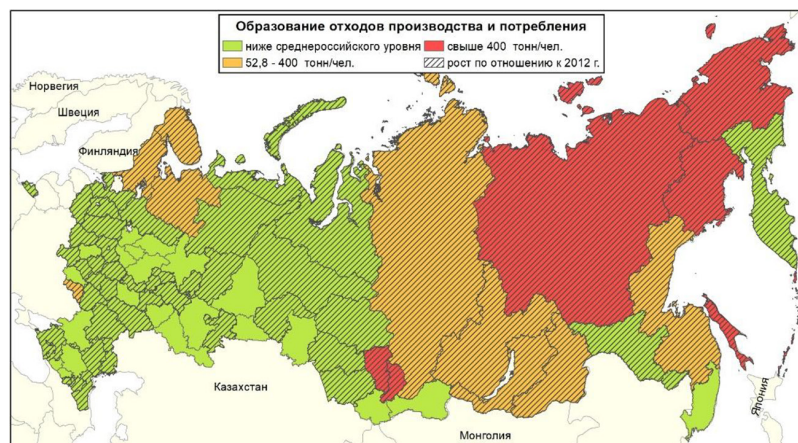 Образование отходов производства и потребления
ниже среднероссийского уровня
свыше 400 тонн/чел.
52,8 - 400 тонн/чел.
рост по отношению к 2012 г.
Норвегия
Швеция
Финляндия
Казахстан
Монголия
Япония